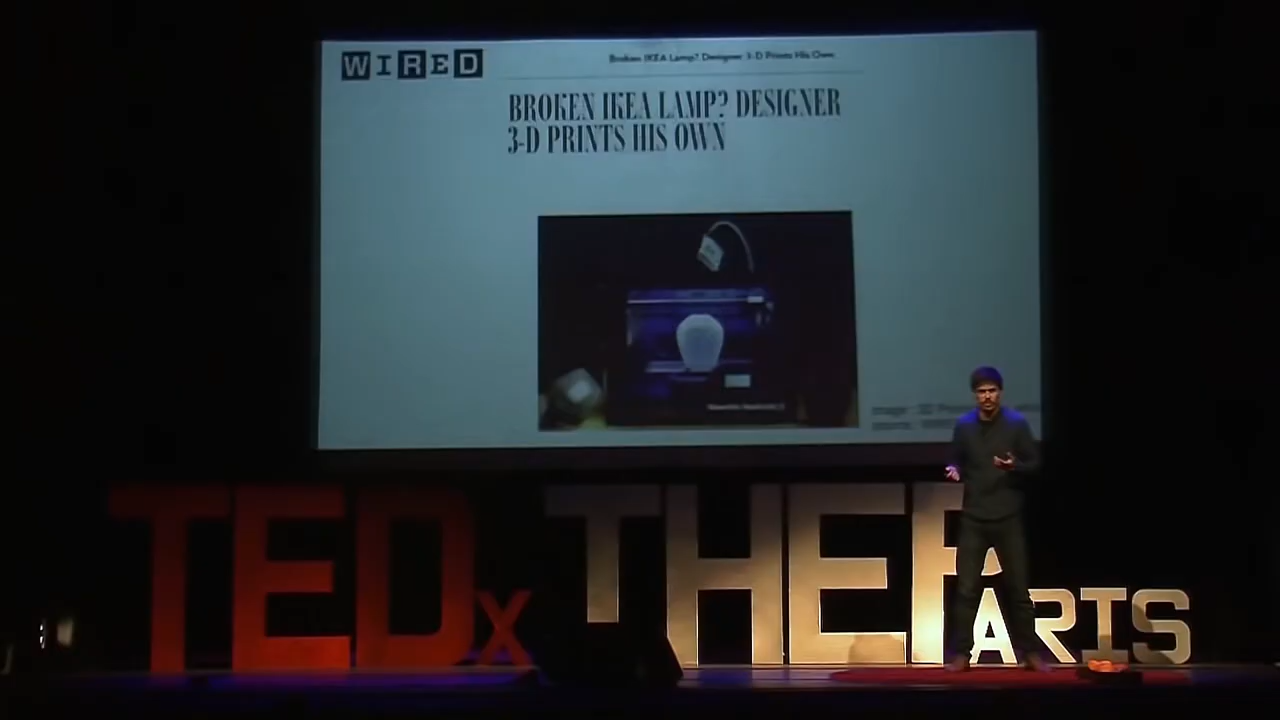 WIRED
Broken IKEA Lamp? Designer 3-D Prints His Own
BROKEN IKEA LAMP? DESIGNER
3-D PRINTS HIS OWN
TEDx THEP
ARIS